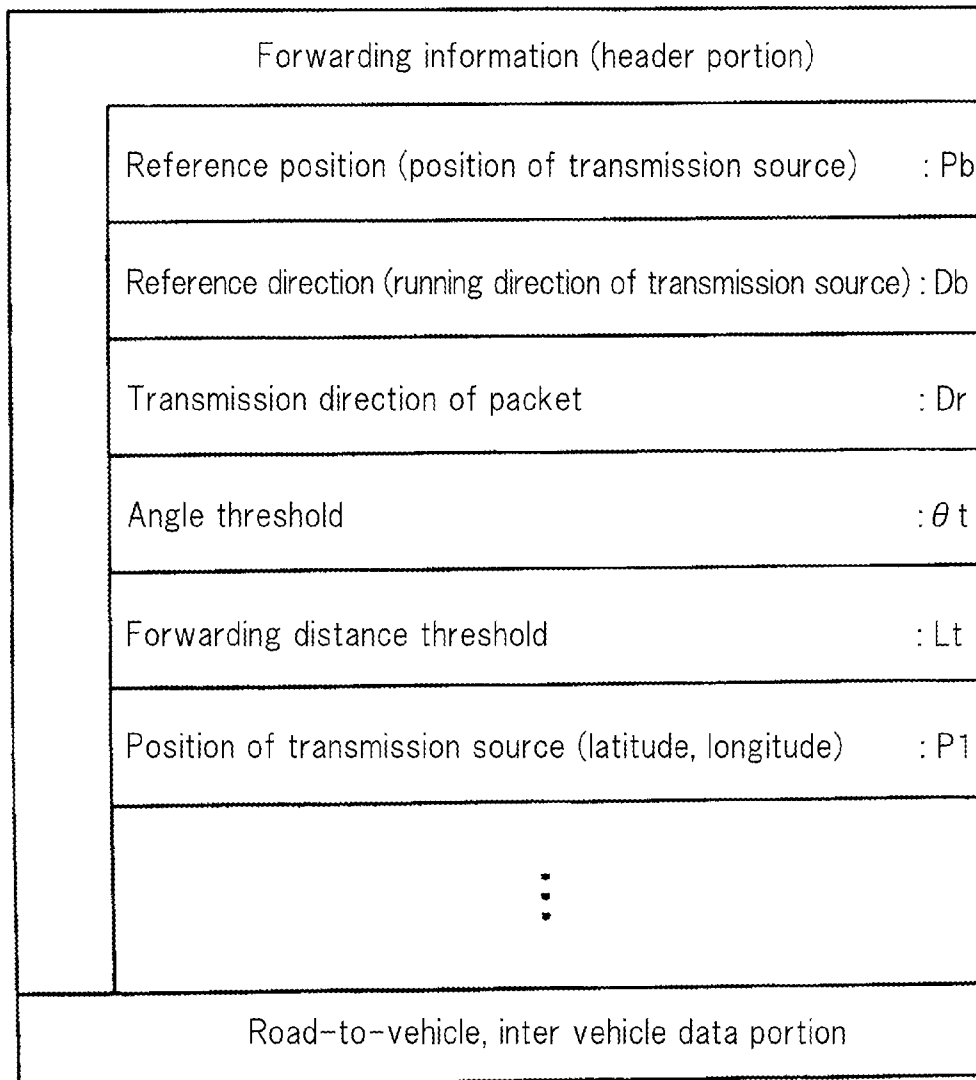 Forwarding information (header portion)
Reference position (position of transmission source) : Pb
Reference direction (running direction of transmission source) : Db
Transmission direction of packet : Dr
Angle threshold : θ t
Forwarding distance threshold : Lt
Position of transmission source (latitude, longitude) : P1
⋮
Road-to-vehicle, inter vehicle data portion